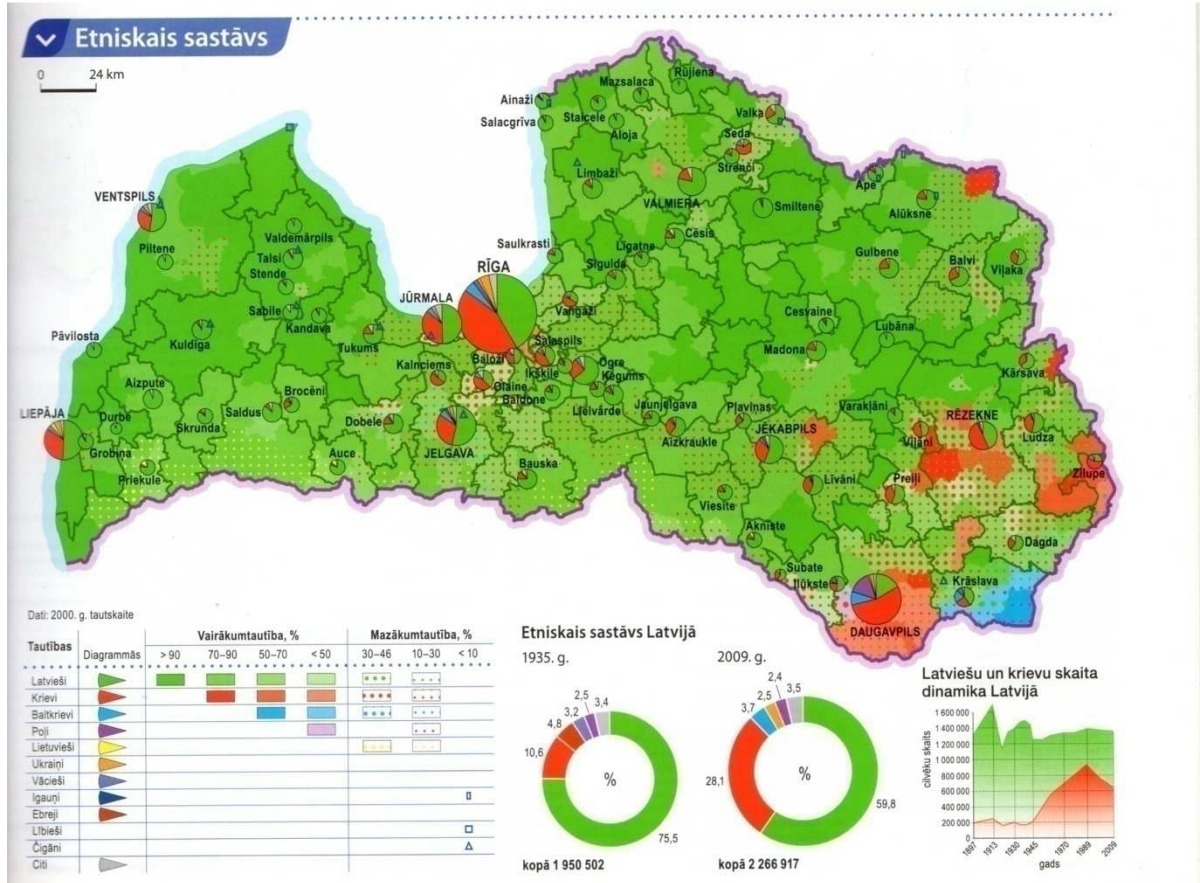 Etniskais sastāvs
0 24 km
Mazsalaca
Rūjiena
Ainaži
Salacgrīva
Staicele
Aloja
Valka
Seda
Strenči
Limbaži
VALMIERA
Smiltene
Ape
Alūksne
VENTSPILS
Piltene
Valdemārpils
Talsi
Stende
Sabile
Kandava
Saulkrasti
Līgatne
Cēsis
Sigulda
Gulbene
Balvi
Viļaka
RĪGA
JŪRMALA
Vangaži
Cesvaine
Lubāna
Madona
Pāvilosta
Kuldīga
Tukums
Kalnciems
Baloži
Salaspils
Ikšķile
Ogre
Ķegums
Olaine
Baldone
Lielvārde
Kārsava
Aizpute
Brocēni
Saldus
Skrunda
Durbe
LIEPĀJA
Grobiņa
Priekule
Dobele
JELGAVA
Auce
Bauska
Jaunjelgava
Aizkraukle
Pļaviņas
JĒKABPILS
Varakļāni
RĒZEKNE
Viļāni
Ludza
Zilupe
Līvāni
Preiļi
Viesīte
Aknīste
Dagda
Subate
Ilūkste
Krāslava
DAUGAVPILS
Dati: 2000. g. tautskaite
Tautības
Diagrammās
Vairākumtautība, %
Mazākumtautība, %
> 90 70–90 50–70 < 50 30–46 10–30 < 10
Latvieši
Krievi
Baltkrievi
Poļi
Lietuvieši
Ukraiņi
Vācieši
Igauņi
Ebreji
Lībieši
Čigāni
Citi
Etniskais sastāvs Latvijā
1935. g.
2,5
3,4
3,2
4,8
10,6
%
75,5
kopā 1 950 502
2009. g.
2,4
2,5
3,5
3,7
28,1
%
59,8
kopā 2 266 917
Latviešu un krievu skaita
dinamika Latvijā
cilvēku skaits
1 600 000
1 400 000
1 200 000
1 000 000
800 000
600 000
400 000
200 000
0
1897 1913 1930 1945 1970 1989 2009
gads